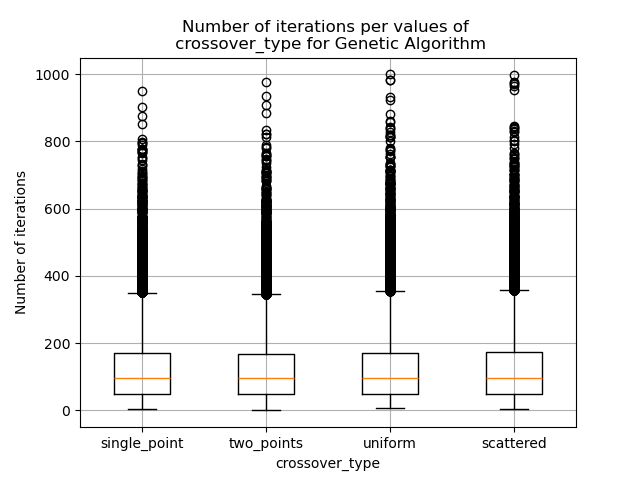 Number of iterations per values of
crossover_type for Genetic Algorithm
1000
800
600
400
200
0
Number of iterations
single_point two_points uniform scattered
crossover_type